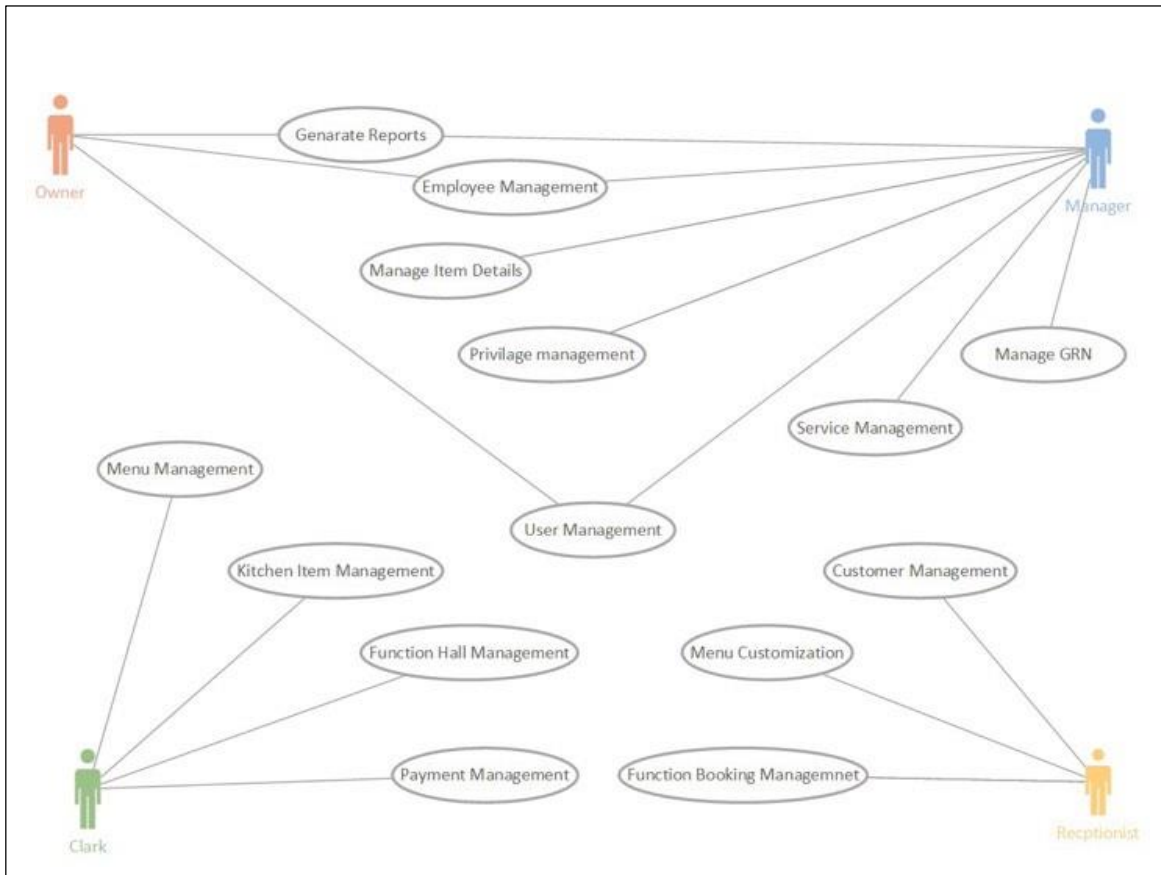 Genarate Reports
Owner
Employee Management
Manager
Manage Item Details
Privilage management
Manage GRN
Service Management
Menu Management
User Management
Kitchen Item Management
Customer Management
Function Hall Management
Menu Customization
Payment Management
Function Booking Managemnet
Clark
Recptionist